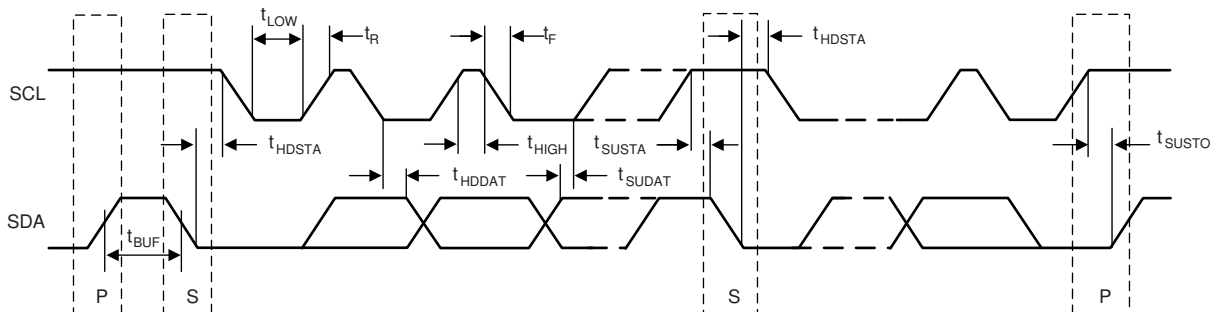 tLOW
tR
tF
tHDSTA
SCL
tHDSTA
tHIGH
tSUSTA
tSUSTO
tHDDAT
tSUDAT
SDA
tBUF
P
S
S
P